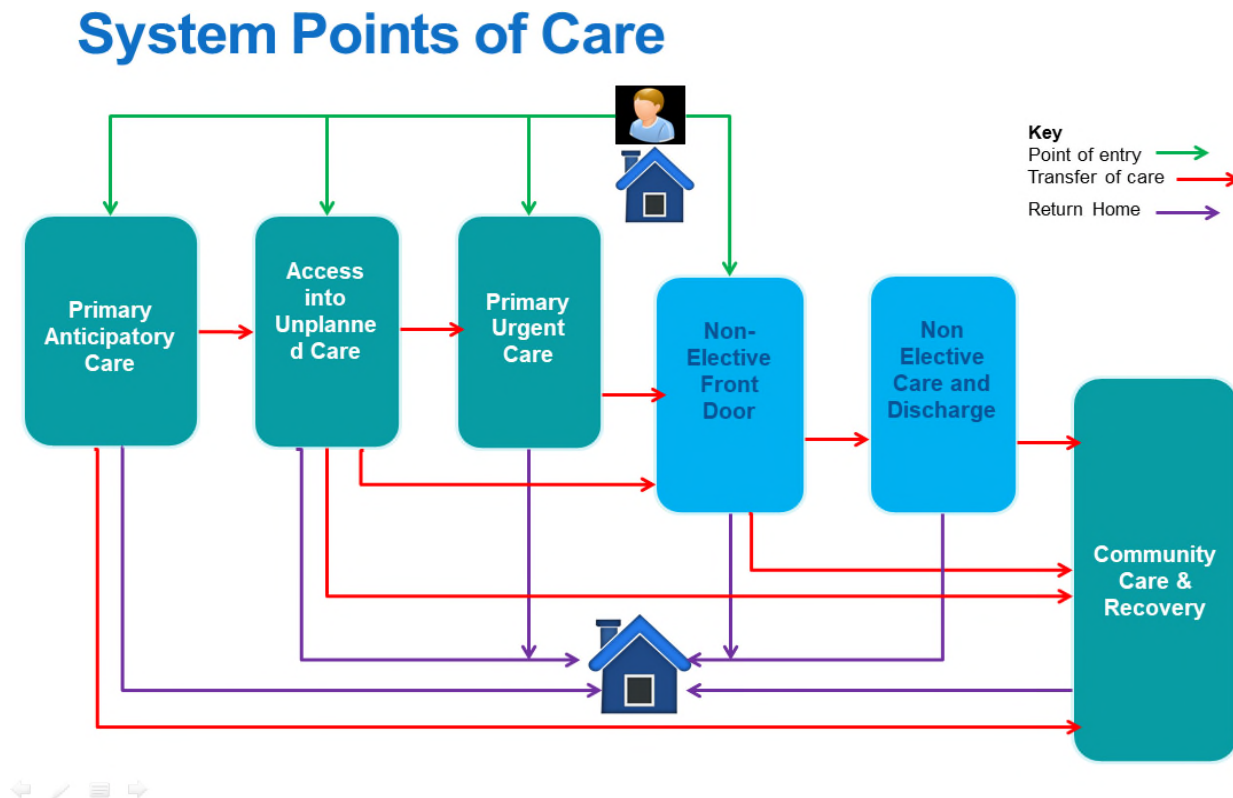 System Points of Care
Key
Point of entry
Transfer of care
Return Home
Primary
Anticipatory
Care
Access
into
Unplanne
d Care
Primary
Urgent
Care
Non-
Elective
Front
Door
Non
Elective
Care and
Discharge
Community
Care &
Recovery